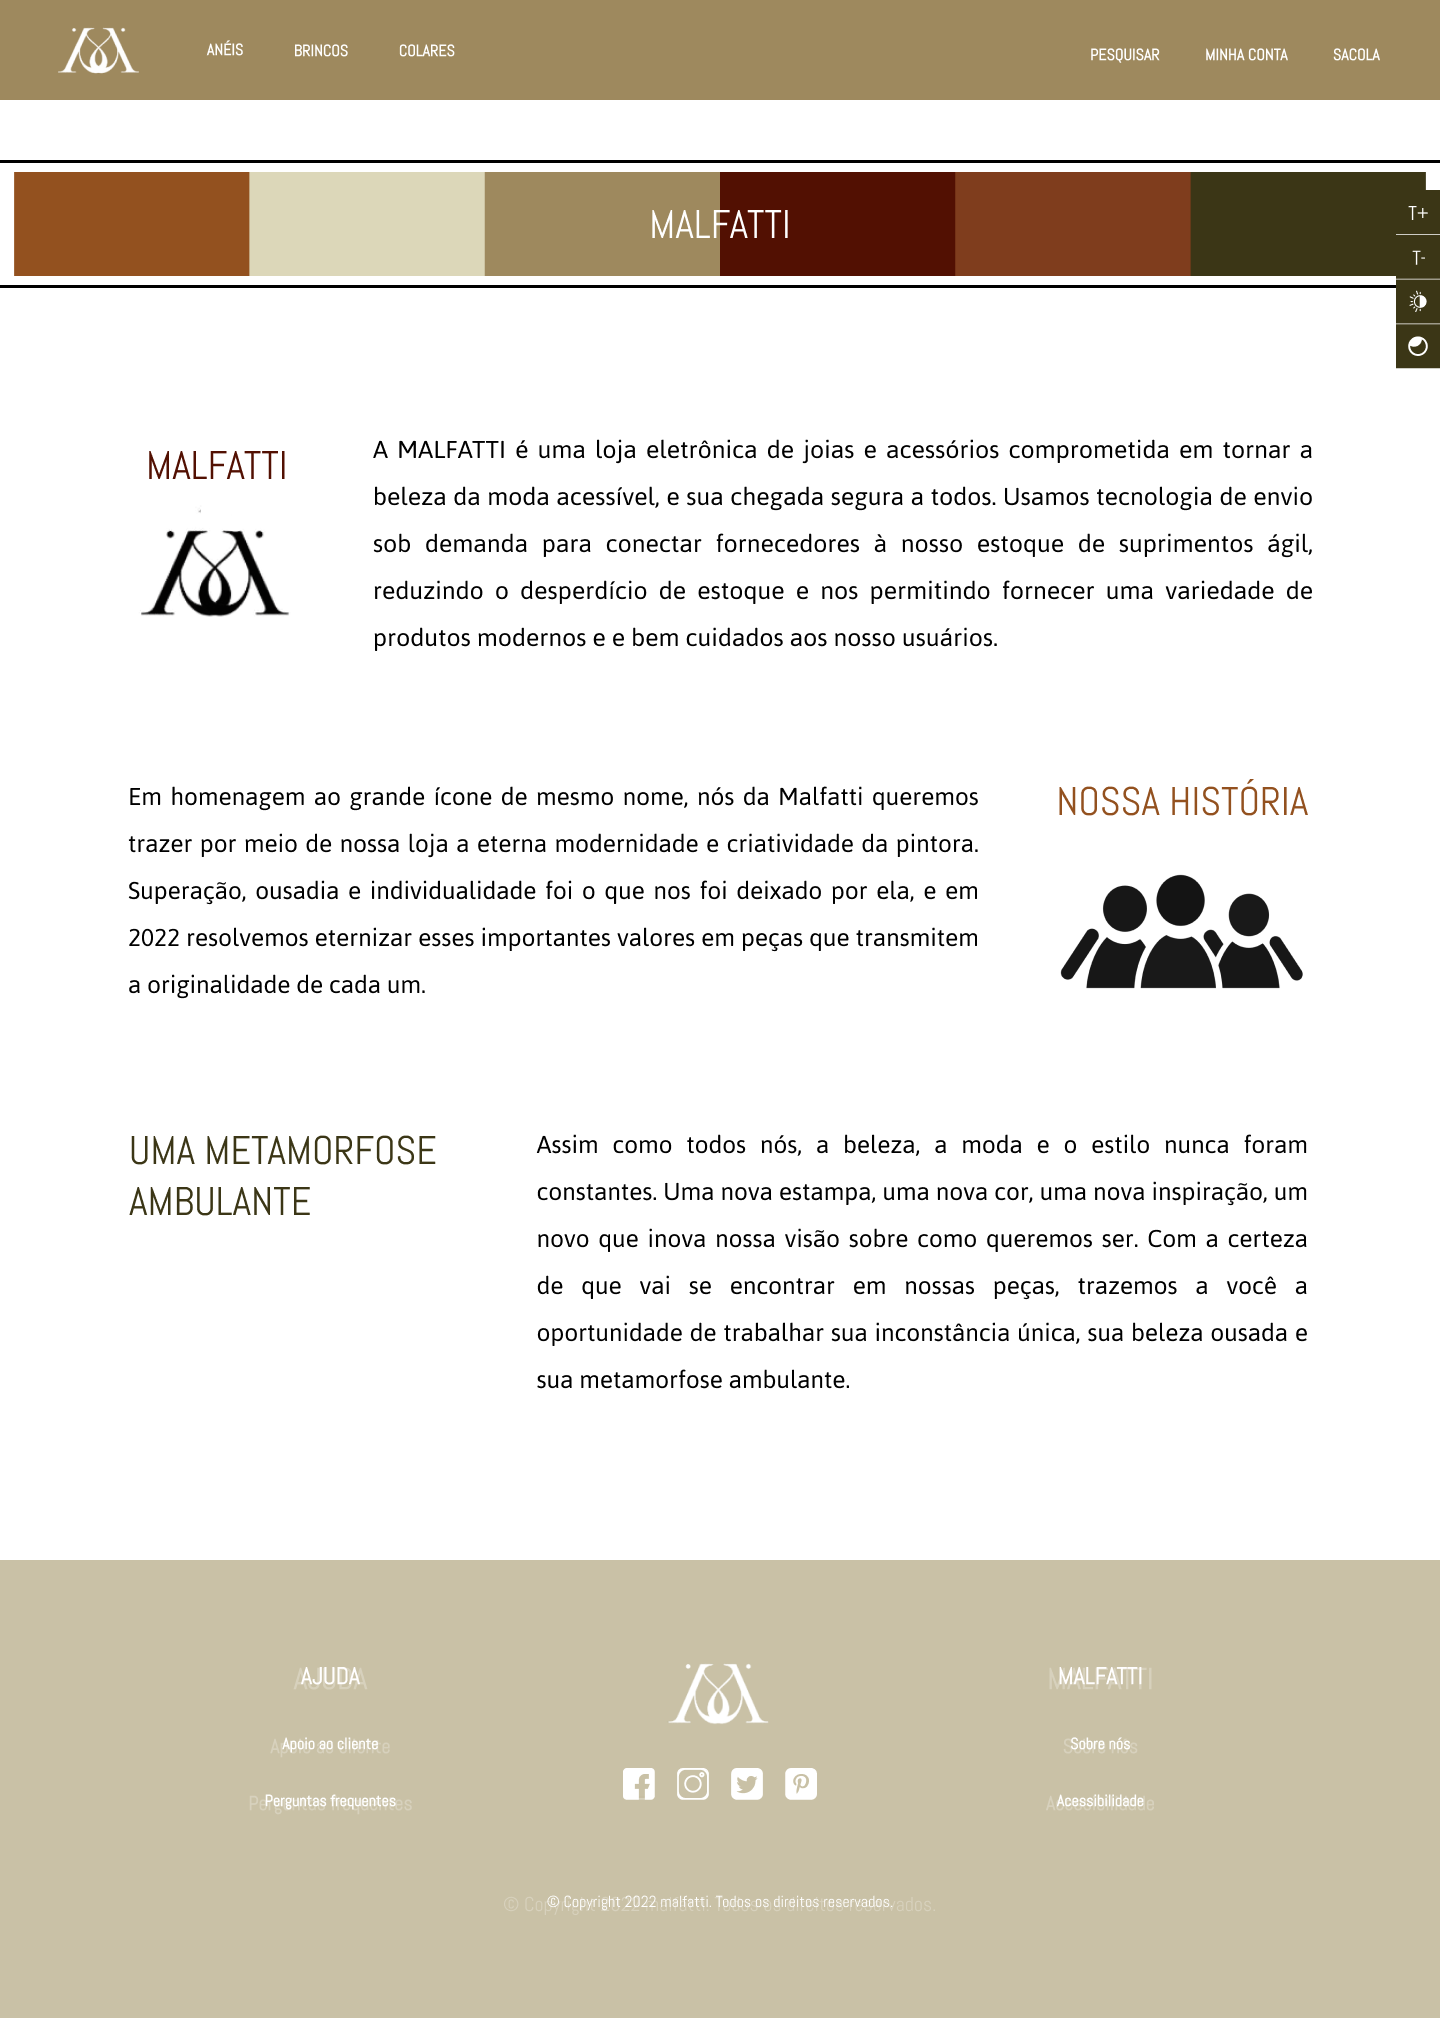 ANÉIS BRINCOS COLARES PESQUISAR MINHA CONTA SACOLA
MALFATTI
T+
T-
MALFATTI
A MALFATTI é uma loja eletrônica de joias e acessórios comprometida em tornar a
beleza da moda acessível, e sua chegada segura a todos. Usamos tecnologia de envio
sob demanda para conectar fornecedores à nosso estoque de suprimentos ágil,
reduzindo o desperdício de estoque e nos permitindo fornecer uma variedade de
produtos modernos e e bem cuidados aos nosso usuários.
Em homenagem ao grande ícone de mesmo nome, nós da Malfatti queremos
trazer por meio de nossa loja a eterna modernidade e criatividade da pintora.
Superação, ousadia e individualidade foi o que nos foi deixado por ela, e em
2022 resolvemos eternizar esses importantes valores em peças que transmitem
a originalidade de cada um.
NOSSA HISTÓRIA
UMA METAMORFOSE
AMBULANTE
Assim como todos nós, a beleza, a moda e o estilo nunca foram
constantes. Uma nova estampa, uma nova cor, uma nova inspiração, um
novo que inova nossa visão sobre como queremos ser. Com a certeza
de que vai se encontrar em nossas peças, trazemos a você a
oportunidade de trabalhar sua inconstância única, sua beleza ousada e
sua metamorfose ambulante.
AJUDA
Apoio ao cliente
Perguntas frequentes
MALFATTI
Sobre nós
Acessibilidade
© Copyright 2022 malfatti. Todos os direitos reservados.